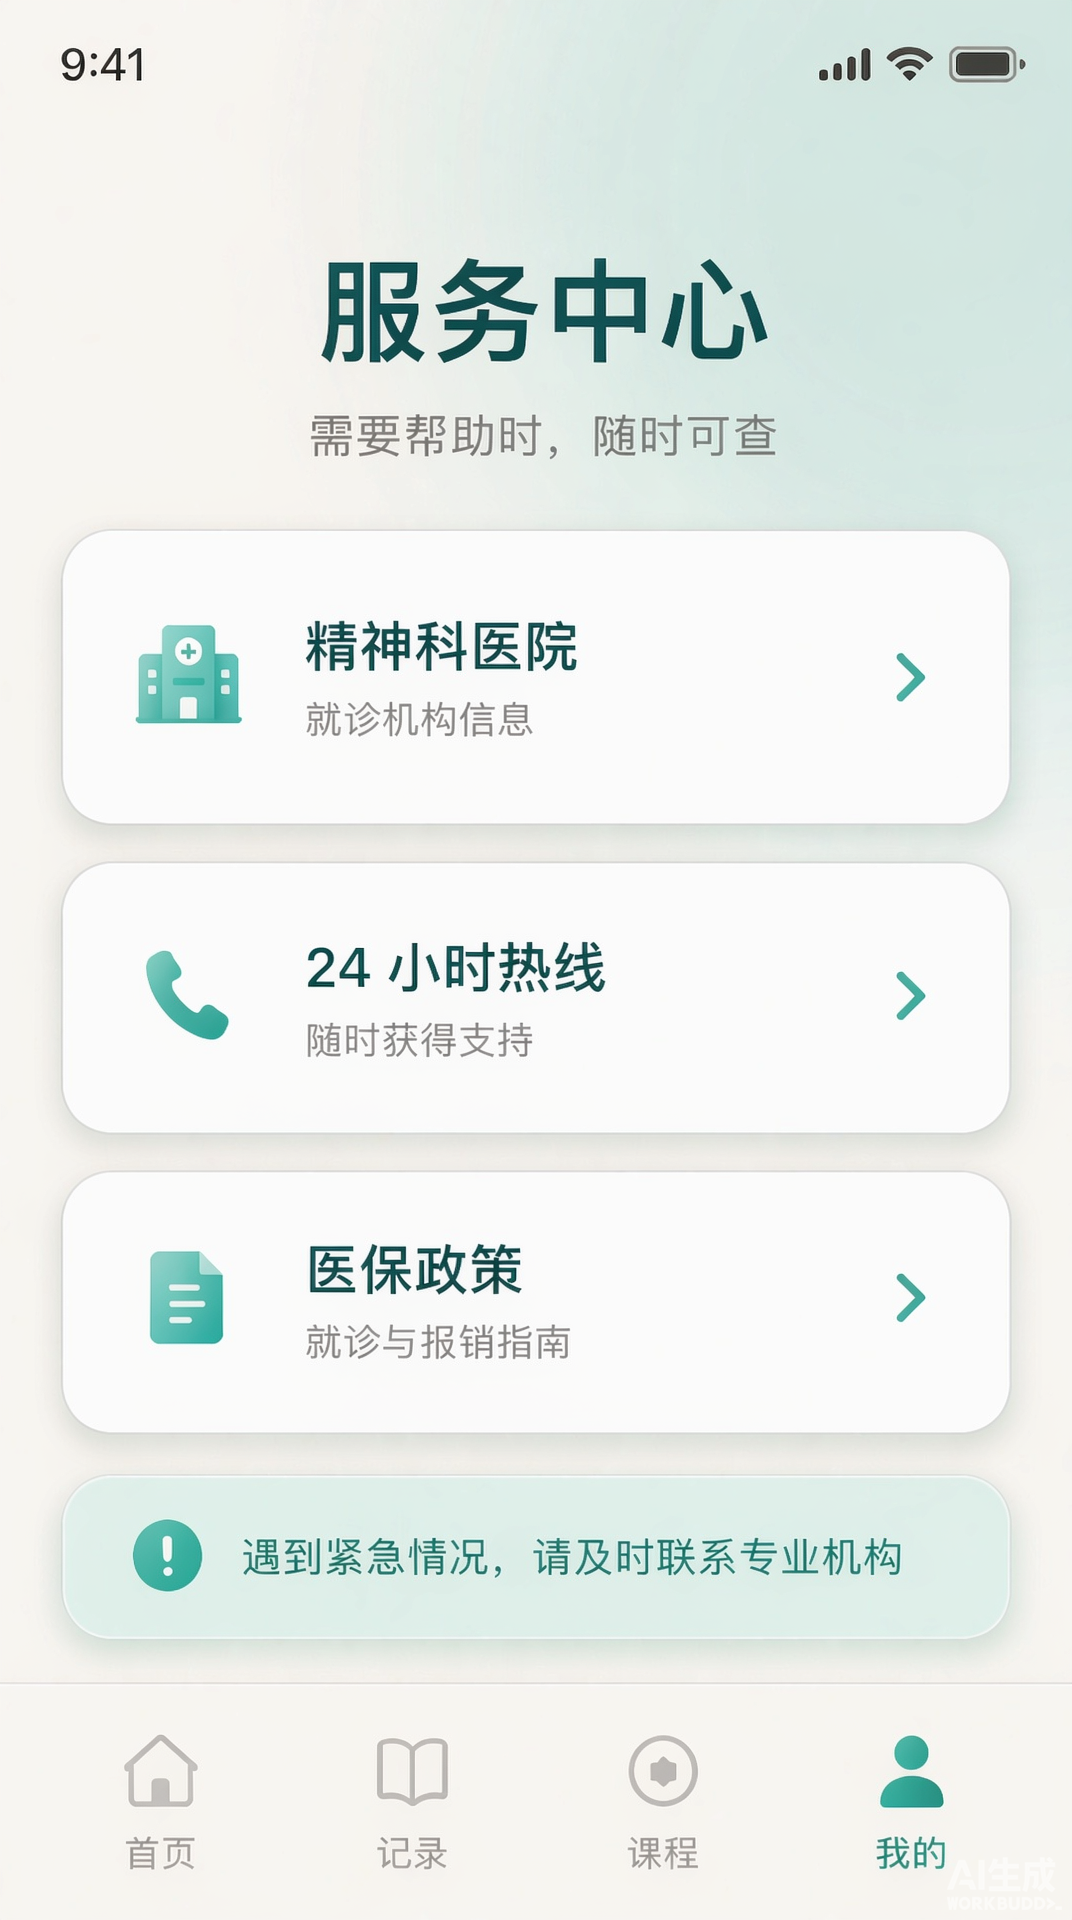 9:41
服务中心
需要帮助时，随时可查
精神科医院
就诊机构信息
24 小时热线
随时获得支持
医保政策
就诊与报销指南
遇到紧急情况，请及时联系专业机构
首页
记录
课程
我的
AI生成